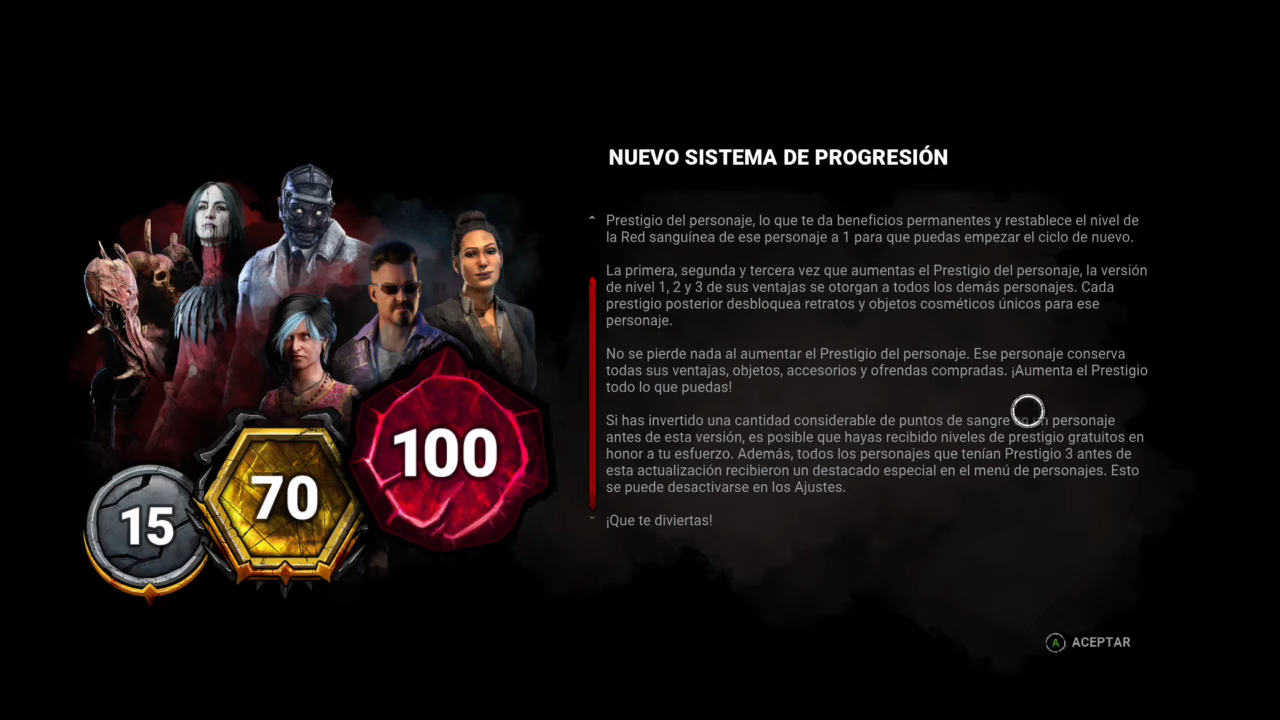 NUEVO SISTEMA DE PROGRESIÓN
Prestigio del personaje, lo que te da beneficios permanentes y restablece el nivel de
la Red sanguínea de ese personaje a 1 para que puedas empezar el ciclo de nuevo.
La primera, segunda y tercera vez que aumentas el Prestigio del personaje, la versión
de nivel 1, 2 y 3 de sus ventajas se otorgan a todos los demás personajes. Cada
prestigio posterior desbloquea retratos y objetos cosméticos únicos para ese
personaje.
No se pierde nada al aumentar el Prestigio del personaje. Ese personaje conserva
todas sus ventajas, objetos, accesorios y ofrendas compradas. ¡Aumenta el Prestigio
todo lo que puedas!
Si has invertido una cantidad considerable de puntos de sangre en un personaje
antes de esta versión, es posible que hayas recibido niveles de prestigio gratuitos en
honor a tu esfuerzo. Además, todos los personajes que tenían Prestigio 3 antes de
esta actualización recibieron un destacado especial en el menú de personajes. Esto
se puede desactivarse en los Ajustes.
¡Que te diviertas!
15
70
100
A ACEPTAR